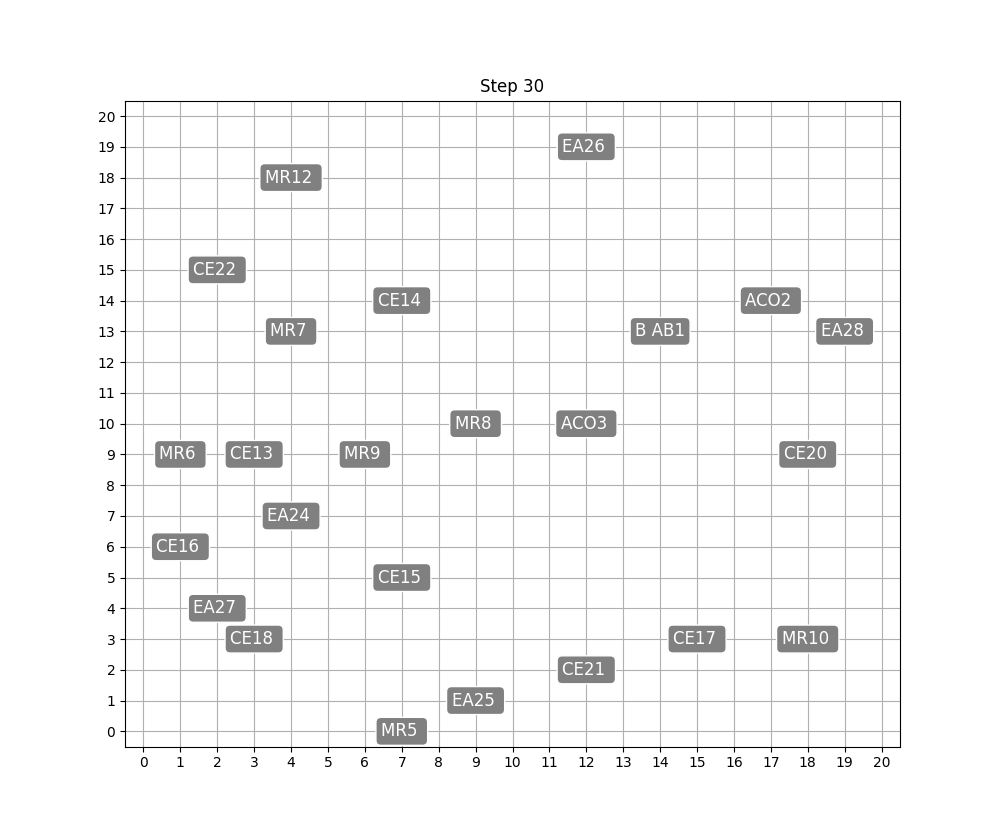 Step 30
20
19
18
17
16
15
14
13
12
11
10
9
8
7
6
5
4
3
2
1
0
EA26
MR12
CE22
CE14
ACO2
MR7
B AB1
EA28
MR8
ACO3
MR6
CE13
MR9
CE20
EA24
CE16
CE15
EA27
CE18
CE17
MR10
CE21
EA25
MR5
0 1 2 3 4 5 6 7 8 9 10 11 12 13 14 15 16 17 18 19 20